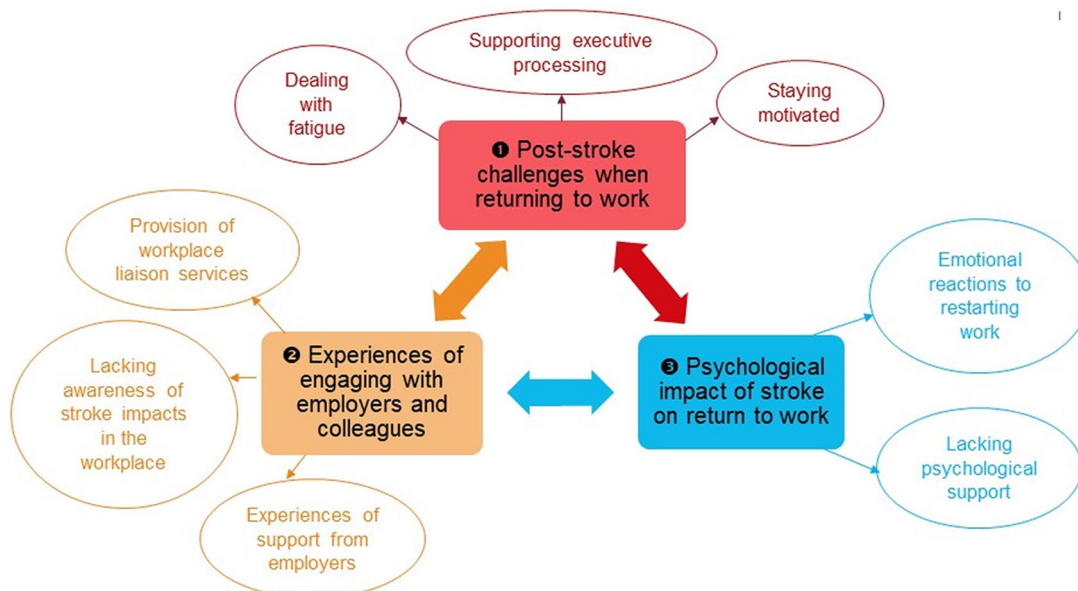 Supporting executive
processing
Dealing
with
fatigue
Staying
motivated
❶ Post-stroke
challenges when
returning to work
Provision of
workplace
liaison services
Emotional
reactions to
restarting
work
Lacking
awareness of
stroke impacts
in the
workplace
❷ Experiences of
engaging with
employers and
colleagues
❸ Psychological
impact of stroke
on return to work
Lacking
psychological
support
Experiences of
support from
employers